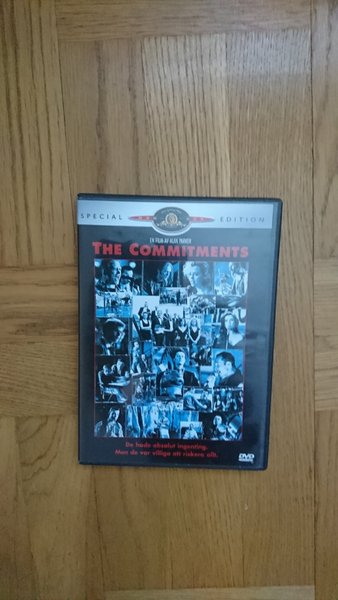 SPECIAL EDITION
EN FILM AF ALAN PARKER
THE COMMITMENTS
De hade absolut ingenting.
Men de var villiga att riskera allt.
DVD